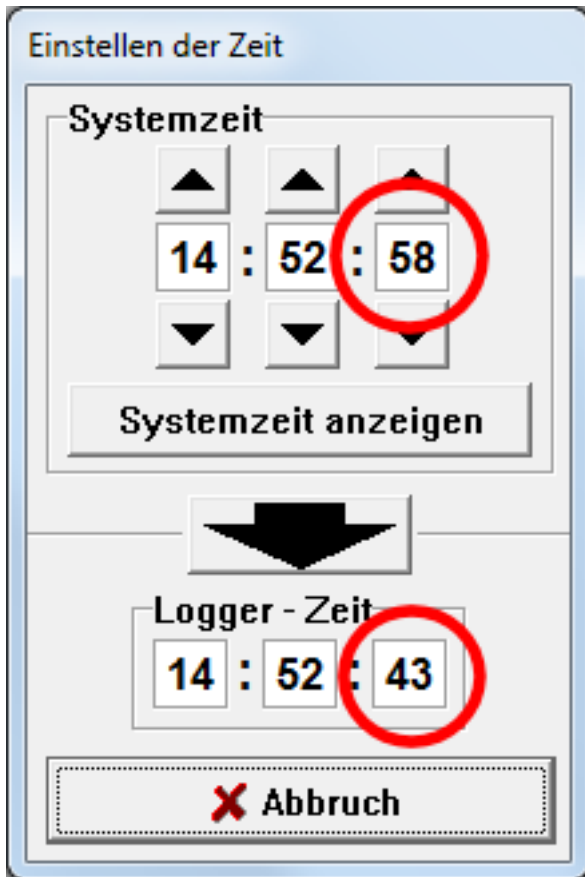 Einstellen der Zeit
Systemzeit
14 : 52 : 58
Systemzeit anzeigen
Logger - Zeit
14 : 52 : 43
Abbruch